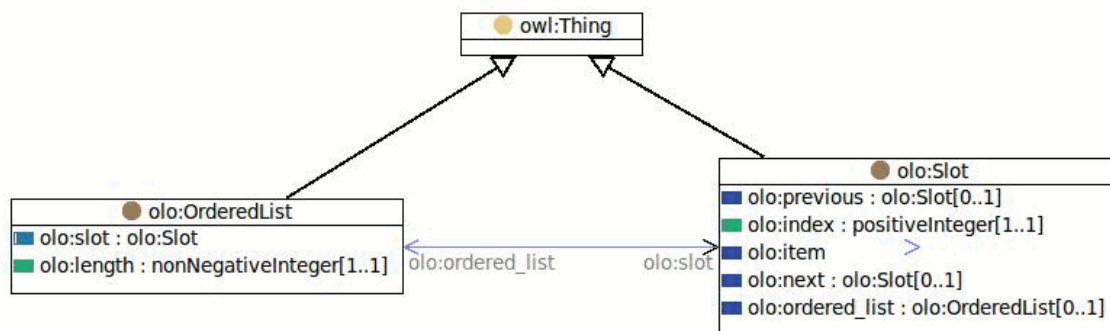 owl:Thing
olo:OrderedList
olo:slot : olo:Slot
olo:length : nonNegativeInteger[1..1]
olo:ordered_list
olo:slot
olo:Slot
olo:previous : olo:Slot[0..1]
olo:index : positiveInteger[1..1]
olo:item
olo:next : olo:Slot[0..1]
olo:ordered_list : olo:OrderedList[0..1]